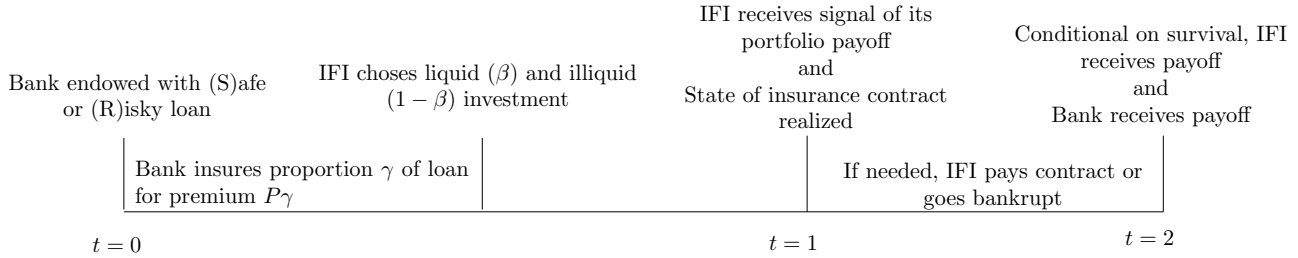 Bank endowed with (S)afe
or (R)isky loan
Bank insures proportion γ of loan
for premium Pγ
IFI choses liquid (β) and illiquid
(1 − β) investment
IFI receives signal of its
portfolio payoff
and
State of insurance contract
realized
If needed, IFI pays contract or
goes bankrupt
Conditional on survival, IFI
receives payoff
and
Bank receives payoff
t = 0
t = 1
t = 2